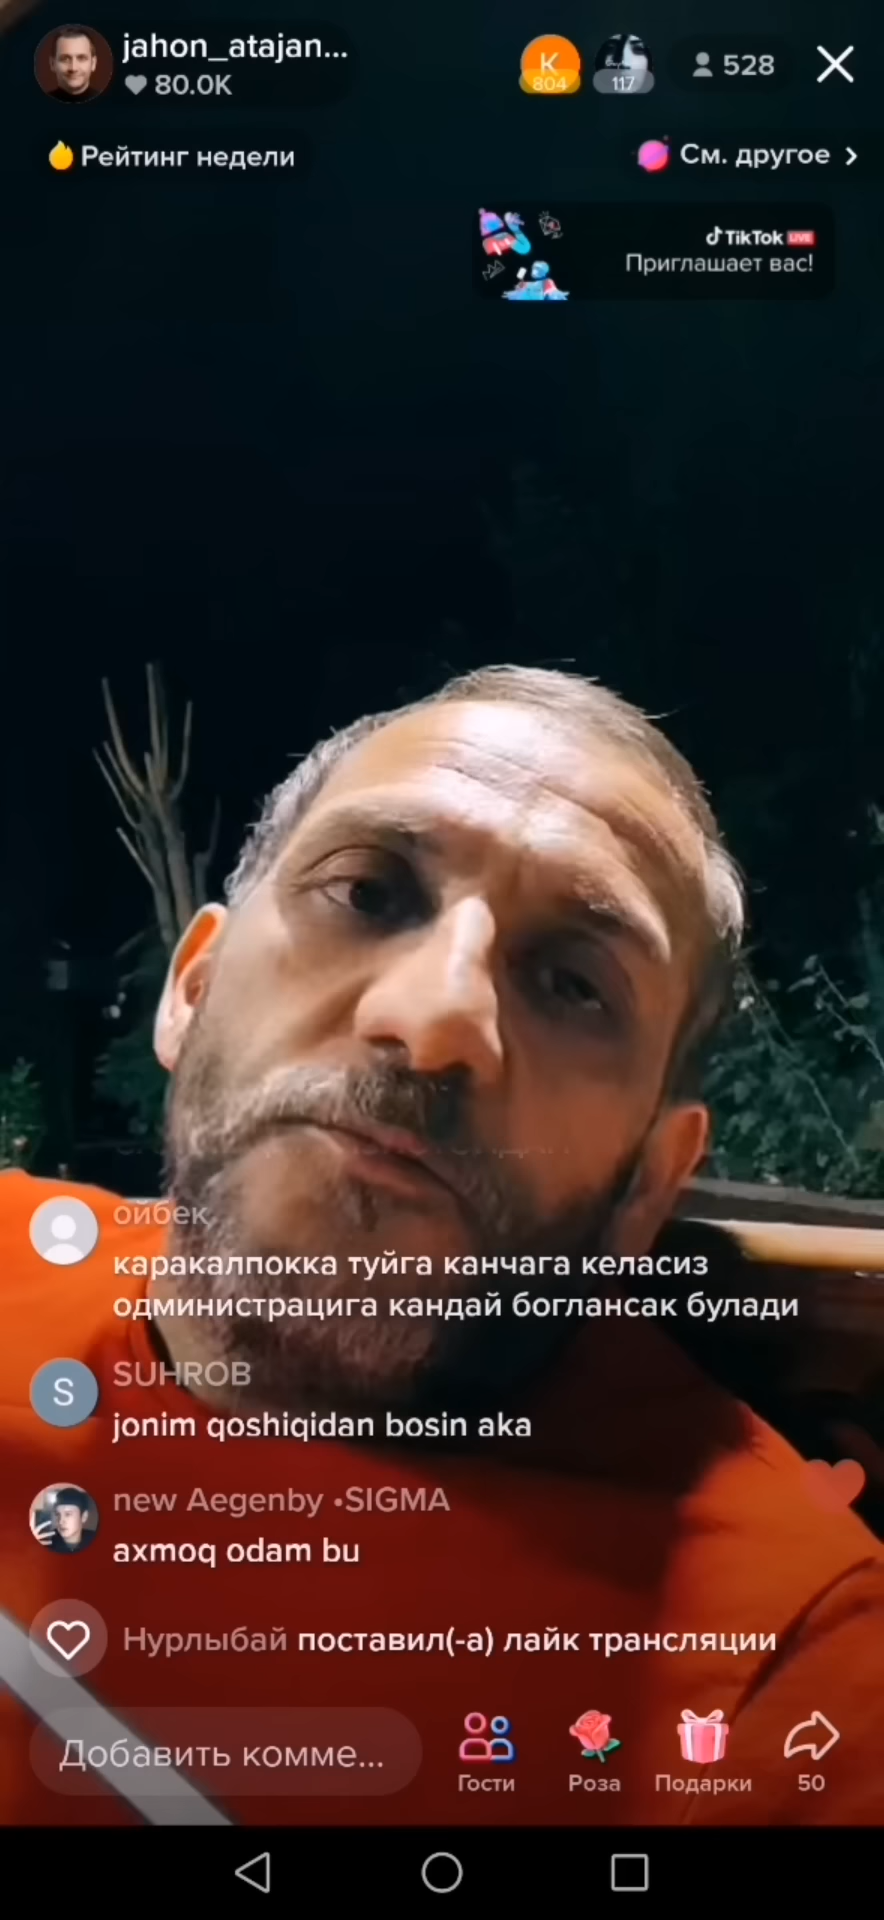 jahon_atajan...
80.0K
K
804
117
528
Рейтинг недели
См. другое
TikTok LIVE
Приглашает вас!
ойбек
каракалпокка туйга канчага келасиз
одминистрацига кандай боглансак булади
S
SUHROB
jonim qoshiqidan bosin aka
new Aegenby •SIGMA
axmoq odam bu
Нурлыбай поставил(-а) лайк трансляции
Добавить комме...
Гости
Роза
Подарки
50